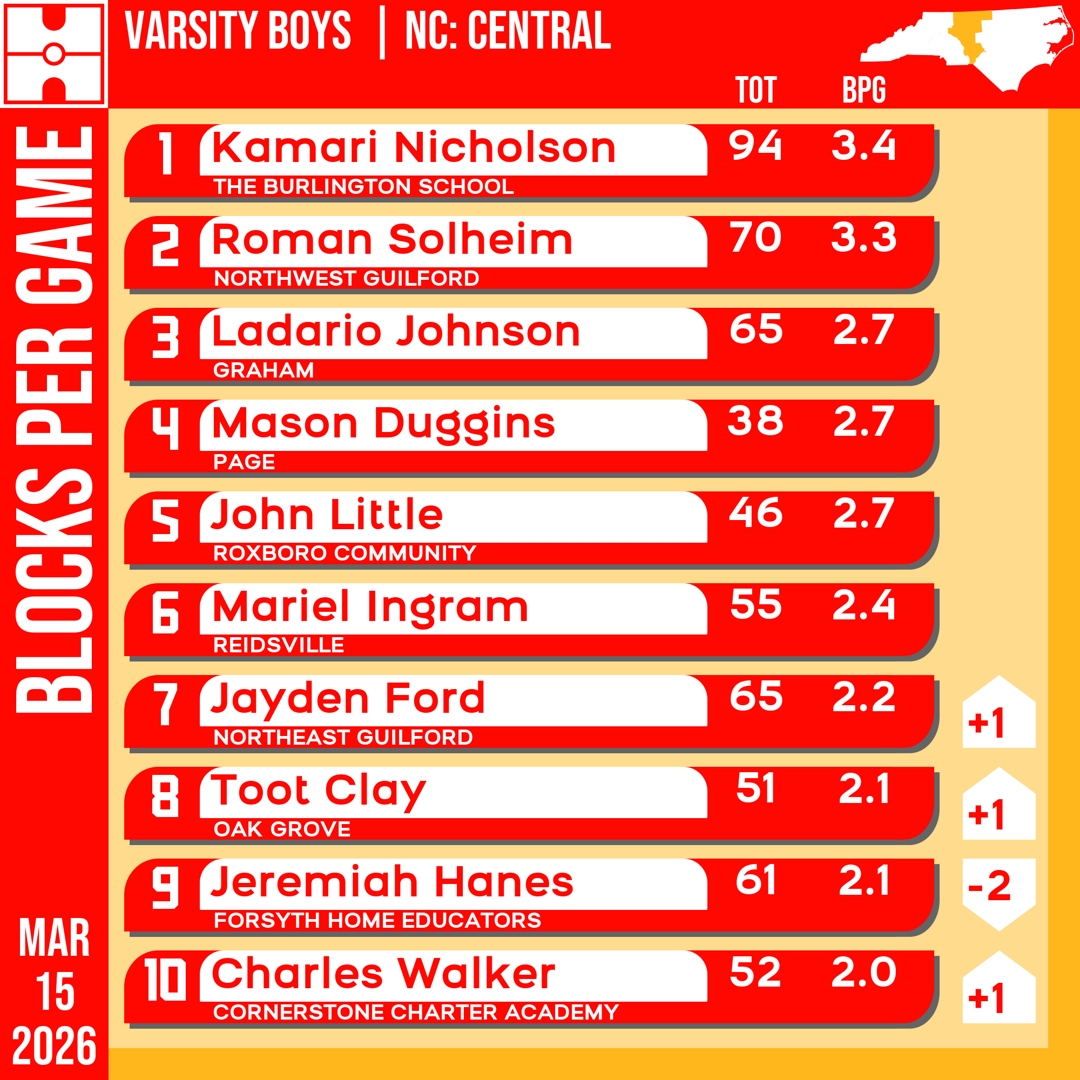 VARSITY BOYS | NC: CENTRAL
TOT BPG
BLOCKS PER GAME
MAR
15
2026
1 Kamari Nicholson 94 3.4
THE BURLINGTON SCHOOL
2 Roman Solheim 70 3.3
NORTHWEST GUILFORD
3 Ladario Johnson 65 2.7
GRAHAM
4 Mason Duggins 38 2.7
PAGE
5 John Little 46 2.7
ROXBORO COMMUNITY
6 Mariel Ingram 55 2.4
REIDSVILLE
7 Jayden Ford 65 2.2 +1
NORTHEAST GUILFORD
8 Toot Clay 51 2.1 +1
OAK GROVE
9 Jeremiah Hanes 61 2.1 -2
FORSYTH HOME EDUCATORS
10 Charles Walker 52 2.0 +1
CORNERSTONE CHARTER ACADEMY